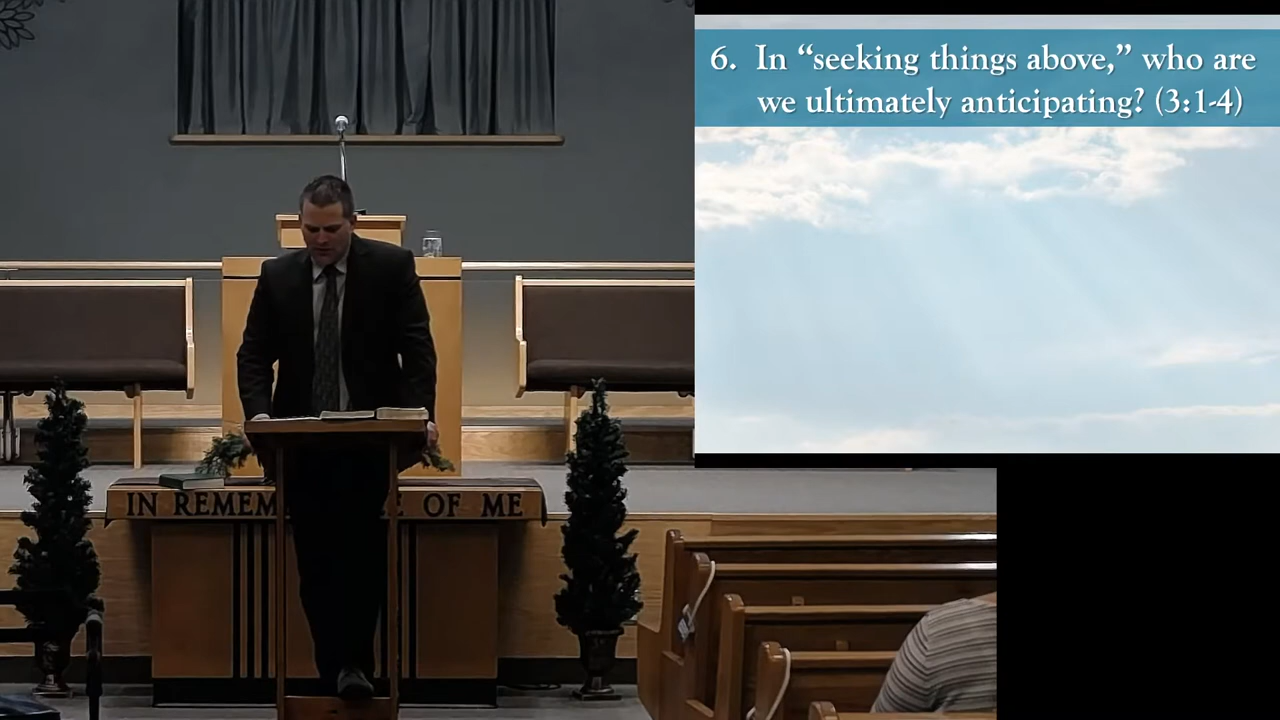 6. In “seeking things above,” who are
we ultimately anticipating? (3:1-4)
IN REMEM E OF ME